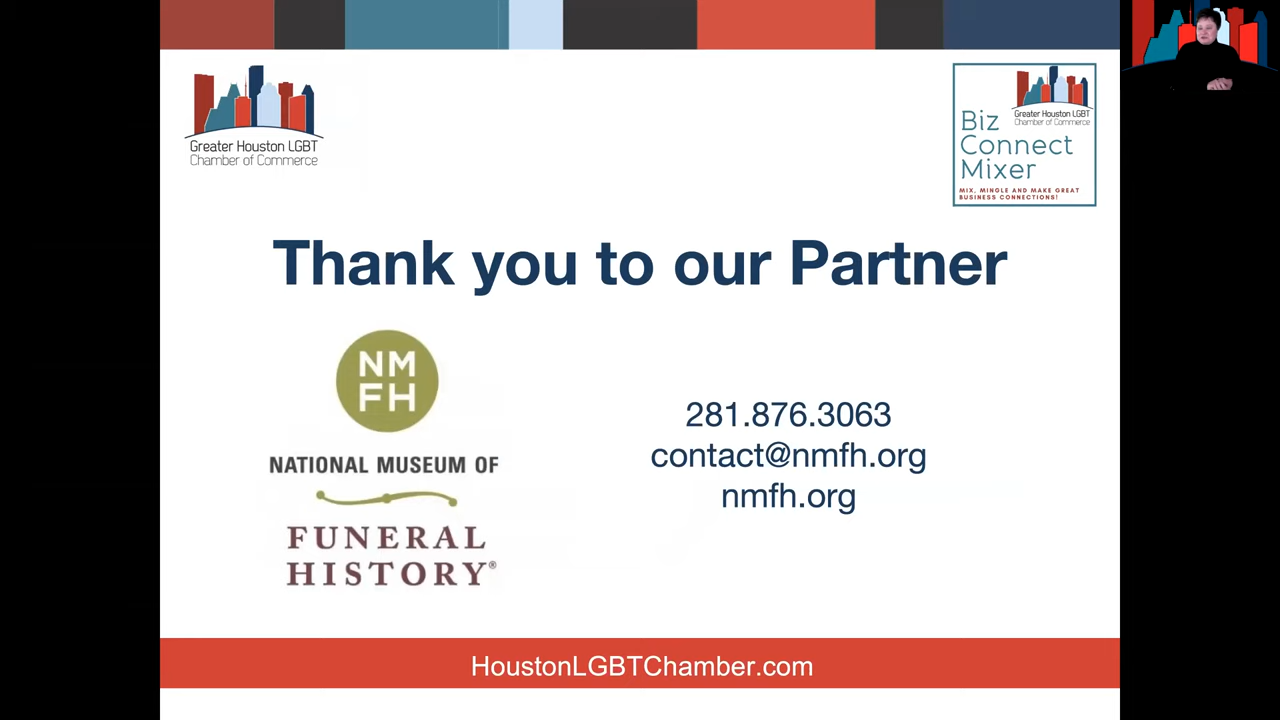 Greater Houston LGBT
Chamber of Commerce
Greater Houston LGBT
Chamber of Commerce
Biz
Connect
Mixer
MIX, MINGLE AND MAKE GREAT
BUSINESS CONNECTIONS!
Thank you to our Partner
NM
FH
NATIONAL MUSEUM OF
FUNERAL
HISTORY®
281.876.3063
contact@nmfh.org
nmfh.org
HoustonLGBTChamber.com